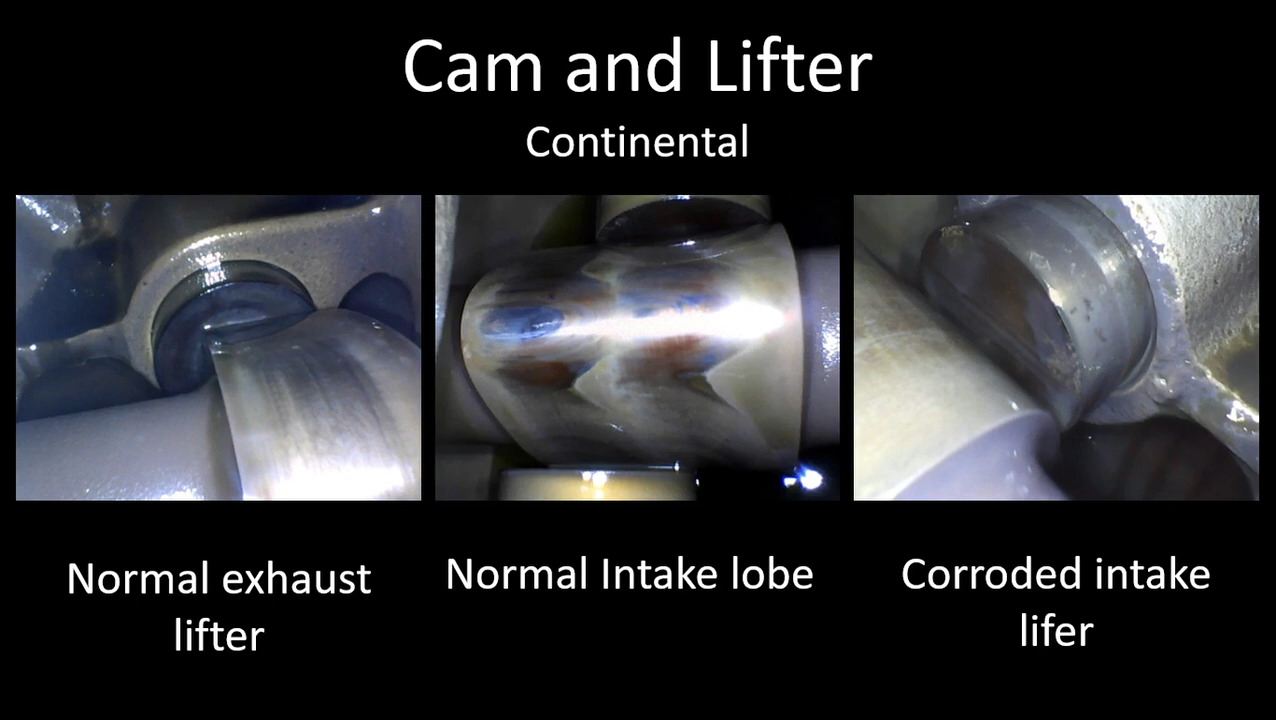 Cam and Lifter
Continental
Normal exhaust
lifter
Normal Intake lobe
Corroded intake
lifer